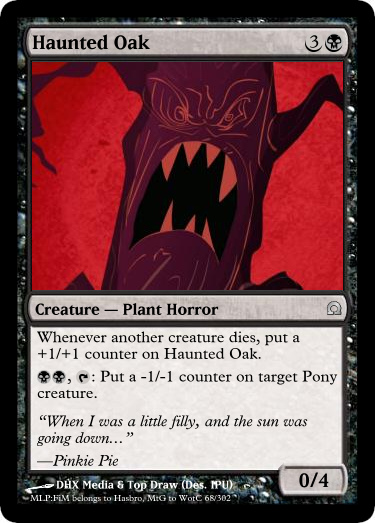 Haunted Oak 3
Creature — Plant Horror
Whenever another creature dies, put a
+1/+1 counter on Haunted Oak.
, : Put a -1/-1 counter on target Pony
creature.
“When I was a little filly, and the sun was
going down…”
—Pinkie Pie
DHX Media & Top Draw (Des. IPU)
MLP:FiM belongs to Hasbro, MtG to WotC 68/302
0/4